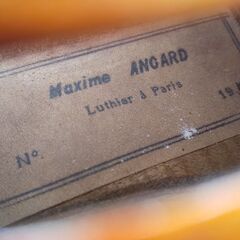 Maxime ANGARD
Luthier à Paris
Nº. 19